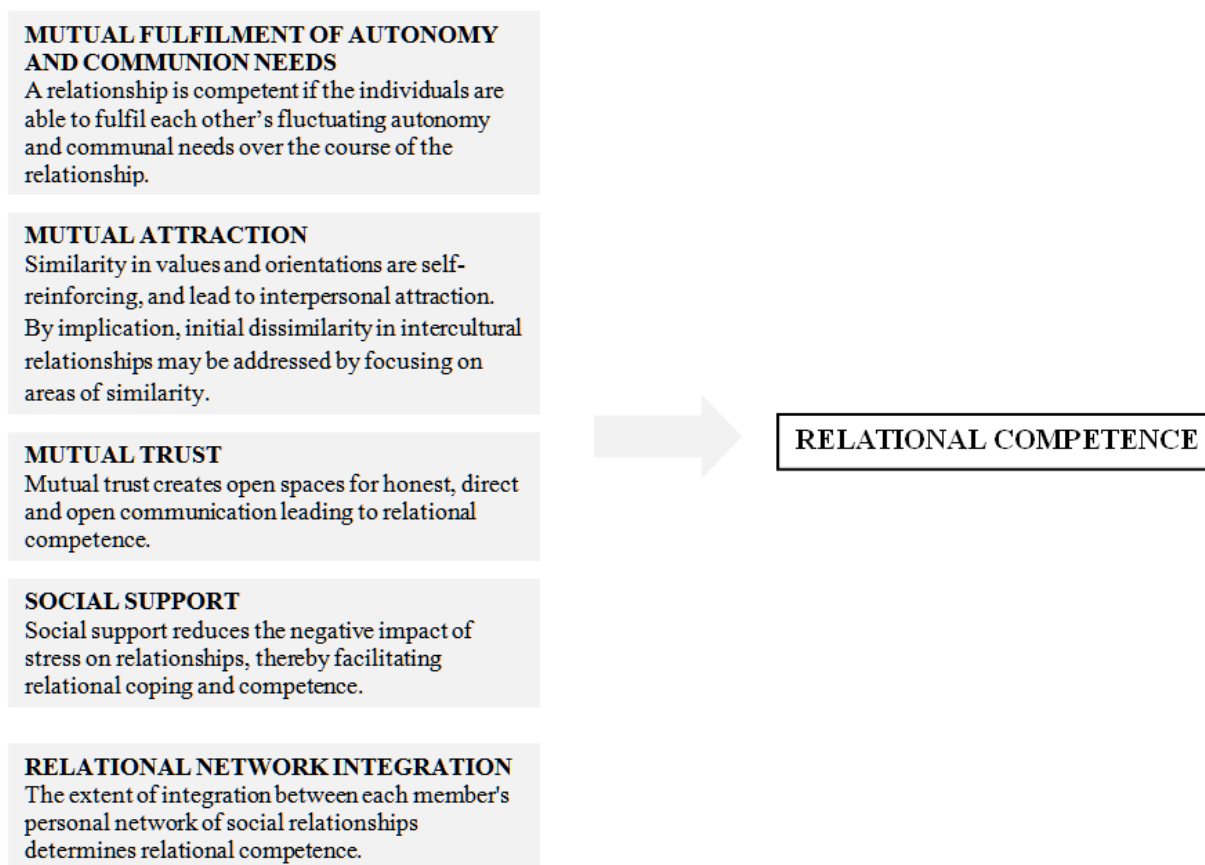 MUTUAL FULFILMENT OF AUTONOMY
AND COMMUNION NEEDS
A relationship is competent if the individuals are
able to fulfil each other’s fluctuating autonomy
and communal needs over the course of the
relationship.
MUTUAL ATTRACTION
Similarity in values and orientations are self-
reinforcing, and lead to interpersonal attraction.
By implication, initial dissimilarity in intercultural
relationships may be addressed by focusing on
areas of similarity.
MUTUAL TRUST
Mutual trust creates open spaces for honest, direct
and open communication leading to relational
competence.
SOCIAL SUPPORT
Social support reduces the negative impact of
stress on relationships, thereby facilitating
relational coping and competence.
RELATIONAL NETWORK INTEGRATION
The extent of integration between each member's
personal network of social relationships
determines relational competence.
RELATIONAL COMPETENCE